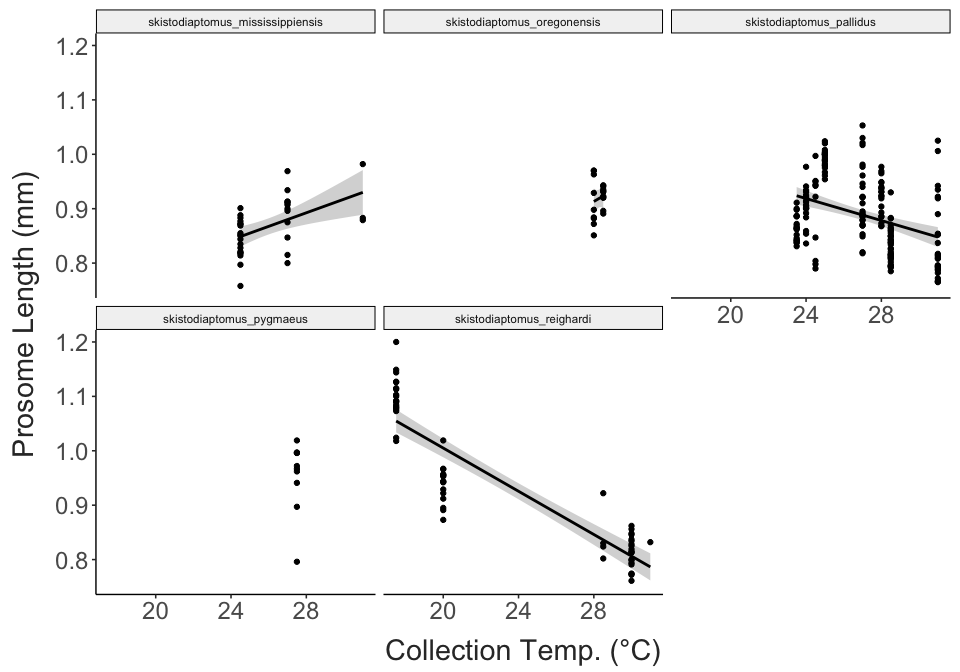 skistodiaptomus_mississippiensis
skistodiaptomus_oregonensis
skistodiaptomus_pallidus
1.2
1.1
1.0
0.9
0.8
20 24 28
Prosome Length (mm)
skistodiaptomus_pygmaeus
skistodiaptomus_reighardi
1.2
1.1
1.0
0.9
0.8
20 24 28
20 24 28
Collection Temp. (°C)